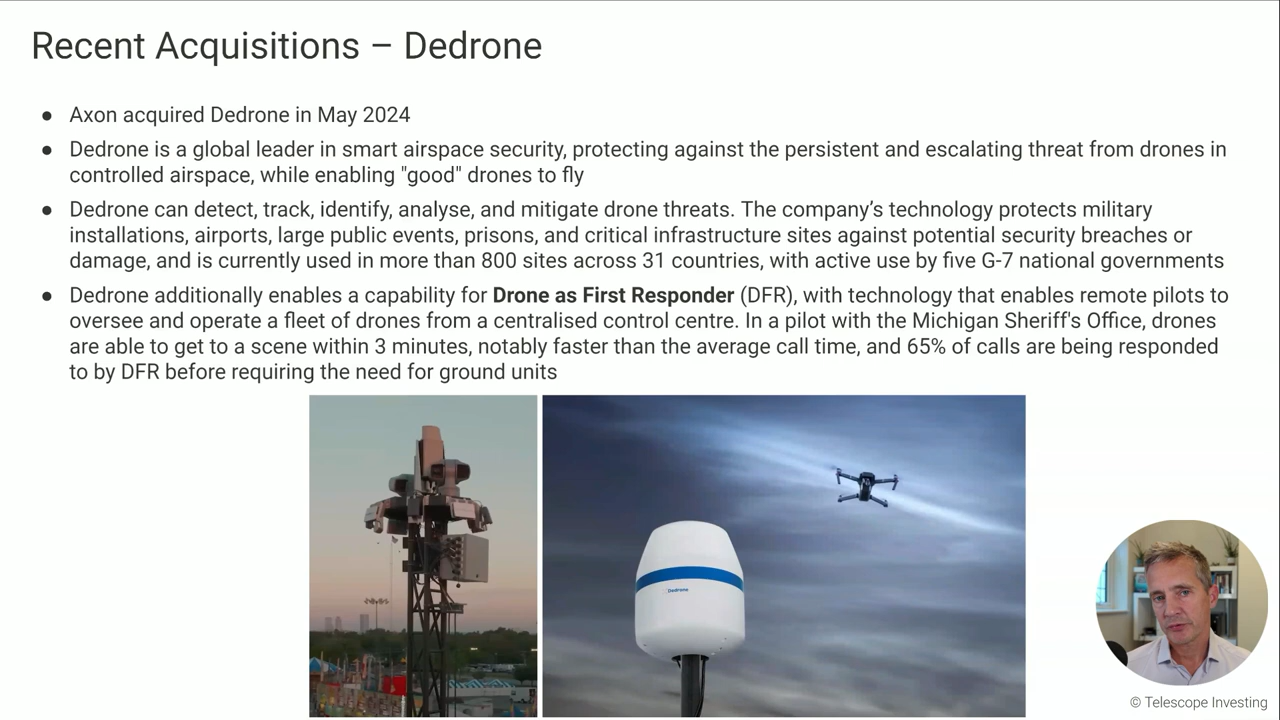 Recent Acquisitions – Dedrone
● Axon acquired Dedrone in May 2024
● Dedrone is a global leader in smart airspace security, protecting against the persistent and escalating threat from drones in
controlled airspace, while enabling "good" drones to fly
● Dedrone can detect, track, identify, analyse, and mitigate drone threats. The company’s technology protects military
installations, airports, large public events, prisons, and critical infrastructure sites against potential security breaches or
damage, and is currently used in more than 800 sites across 31 countries, with active use by five G-7 national governments
● Dedrone additionally enables a capability for Drone as First Responder (DFR), with technology that enables remote pilots to
oversee and operate a fleet of drones from a centralised control centre. In a pilot with the Michigan Sheriff's Office, drones
are able to get to a scene within 3 minutes, notably faster than the average call time, and 65% of calls are being responded
to by DFR before requiring the need for ground units
Dedrone
© Telescope Investing